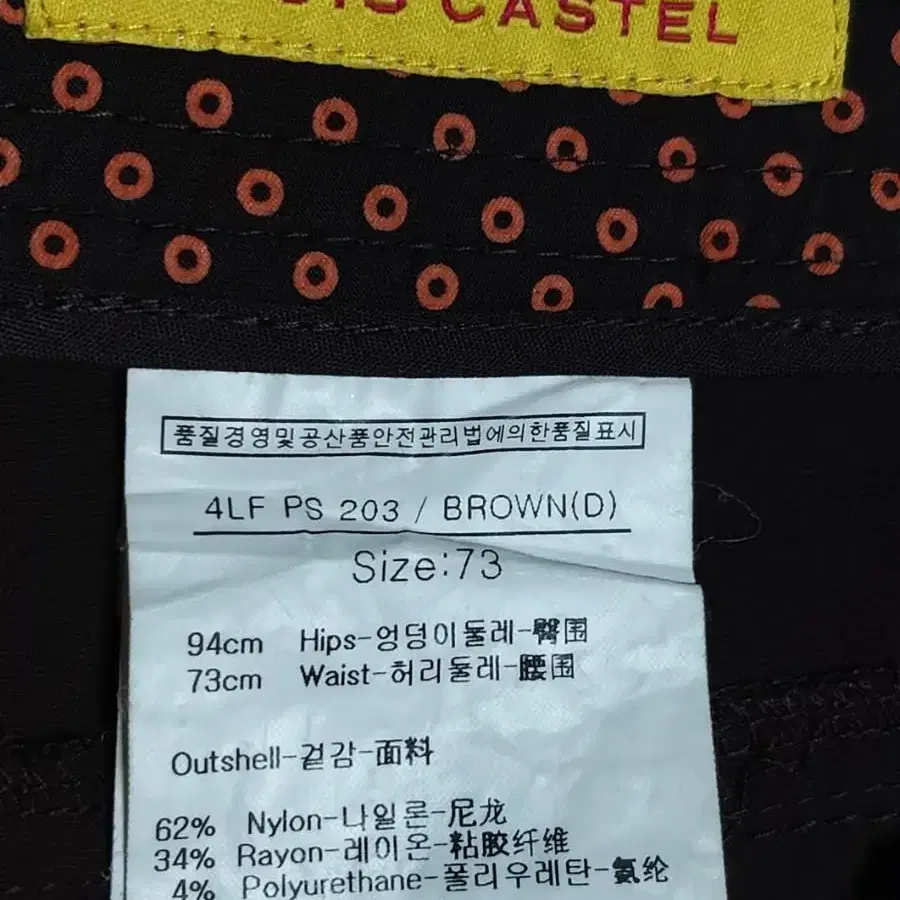 CASTEL
품질경영및공산품안전관리법에의한품질표시
4LF PS 203 / BROWN(D)
Size:73
94cm Hips-엉덩이둘레-臀围
73cm Waist-허리둘레-腰围
Outshell-겉감-面料
62% Nylon-나일론-尼龙
34% Rayon-레이온-粘胶纤维
4% Polyurethane-폴리우레탄-氨纶